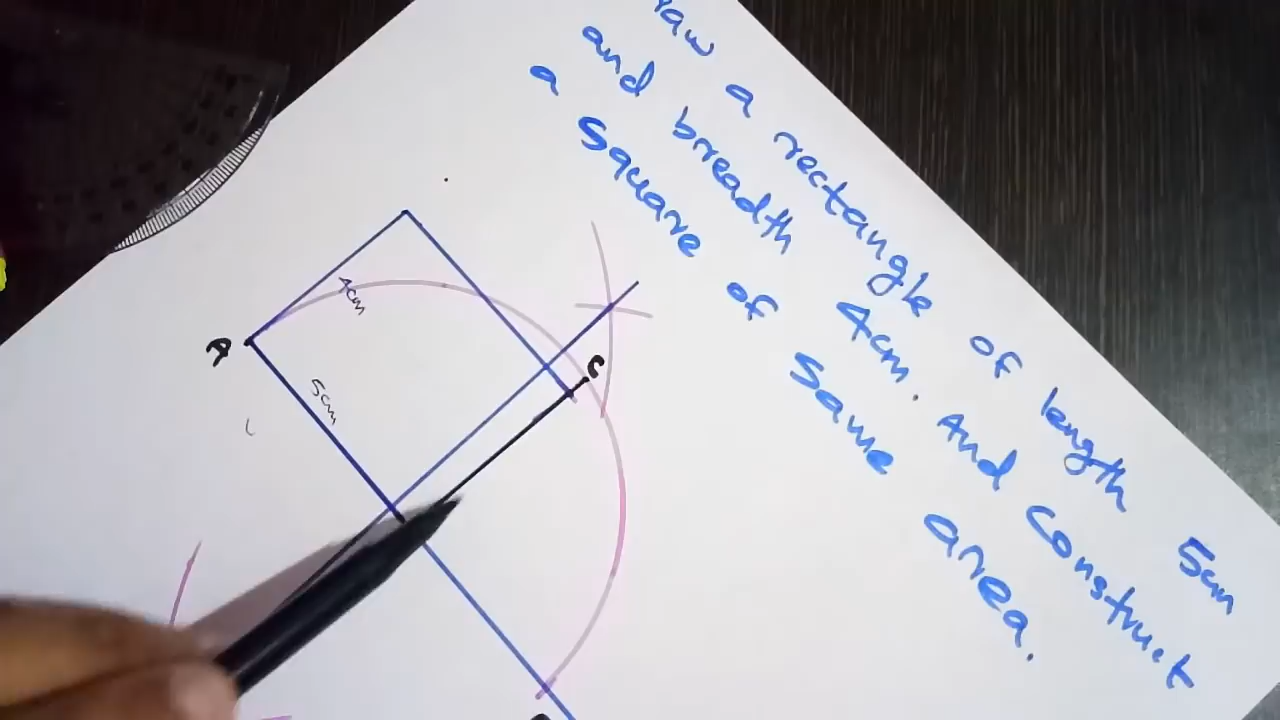 a rectangle of length 5cm
and breadth 4cm. And Construct
a square of same area.
4cm
A
5cm
C